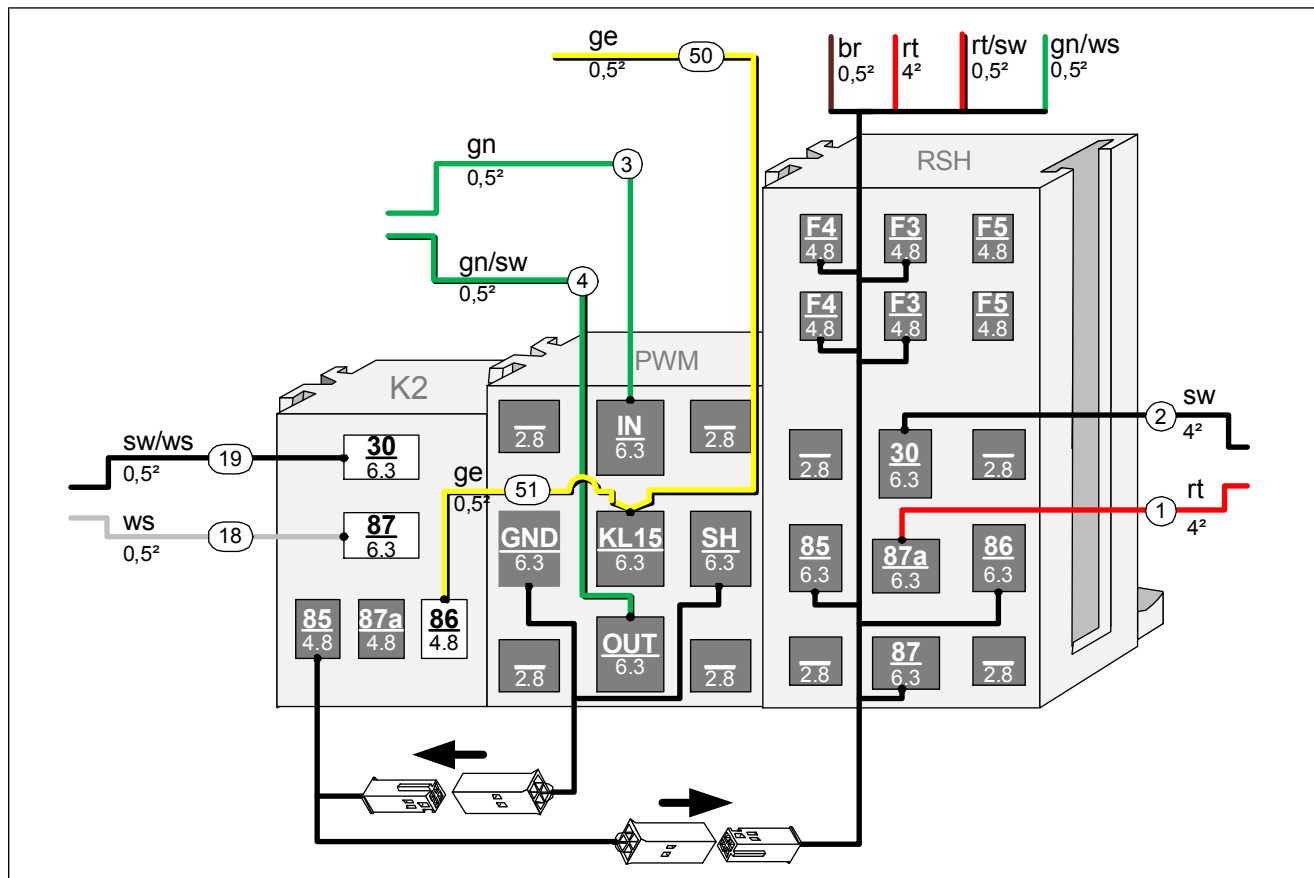 ge
0,5²
50
br
0,5²
rt
4²
rt/sw
0,5²
gn/ws
0,5²
gn
0,5²
3
gn/sw
0,5²
4
RSH
F4
4.8
F3
4.8
F5
4.8
F4
4.8
F3
4.8
F5
4.8
K2
PWM
2.8
IN
6.3
2.8
sw
4²
2
sw/ws
0,5²
19
30
6.3
ge
0,5²
51
2.8
30
6.3
2.8
rt
4²
1
ws
0,5²
18
87
6.3
GND
6.3
KL15
6.3
SH
6.3
85
6.3
87a
6.3
86
6.3
85
4.8
87a
4.8
86
4.8
2.8
OUT
6.3
2.8
2.8
87
6.3
2.8